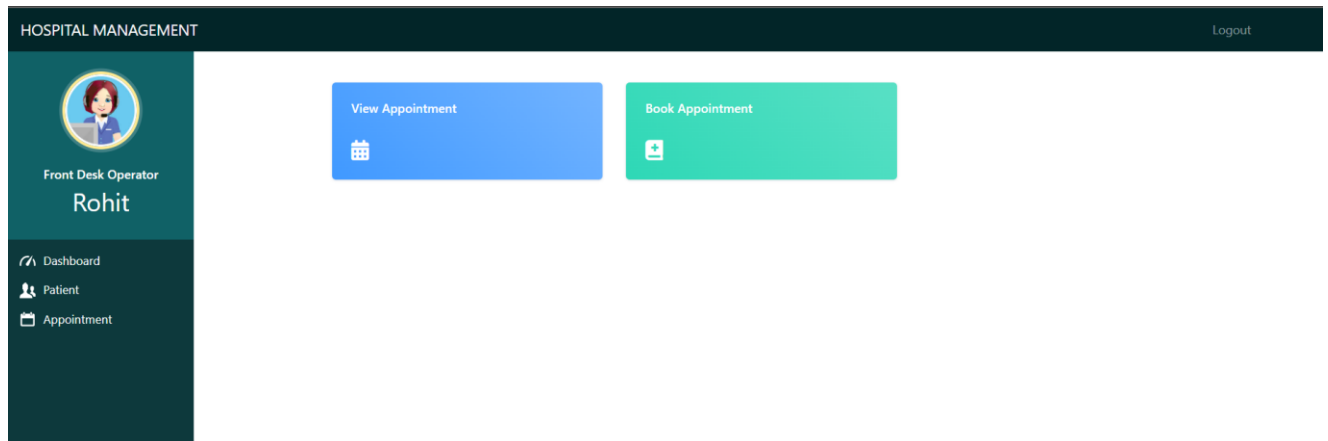 HOSPITAL MANAGEMENT
Logout
Front Desk Operator
Rohit
Dashboard
Patient
Appointment
View Appointment
Book Appointment